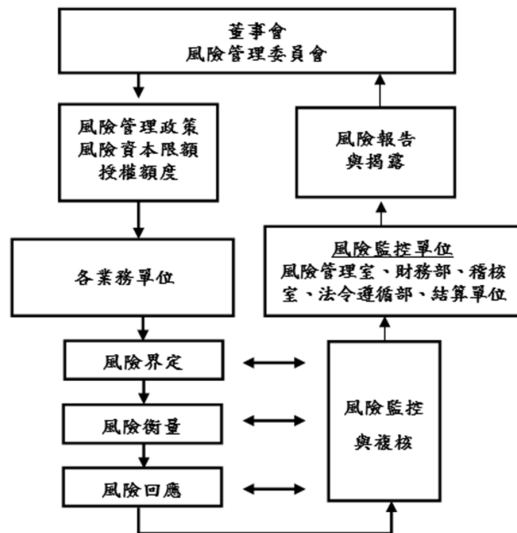 董事會
風險管理委員會
風險管理政策
風險資本限額
授權額度
風險報告
與揭露
各業務單位
風險監控單位
風險管理室、財務部、稽核
室、法令遵循部、結算單位
風險界定
風險衡量
風險回應
風險監控
與複核